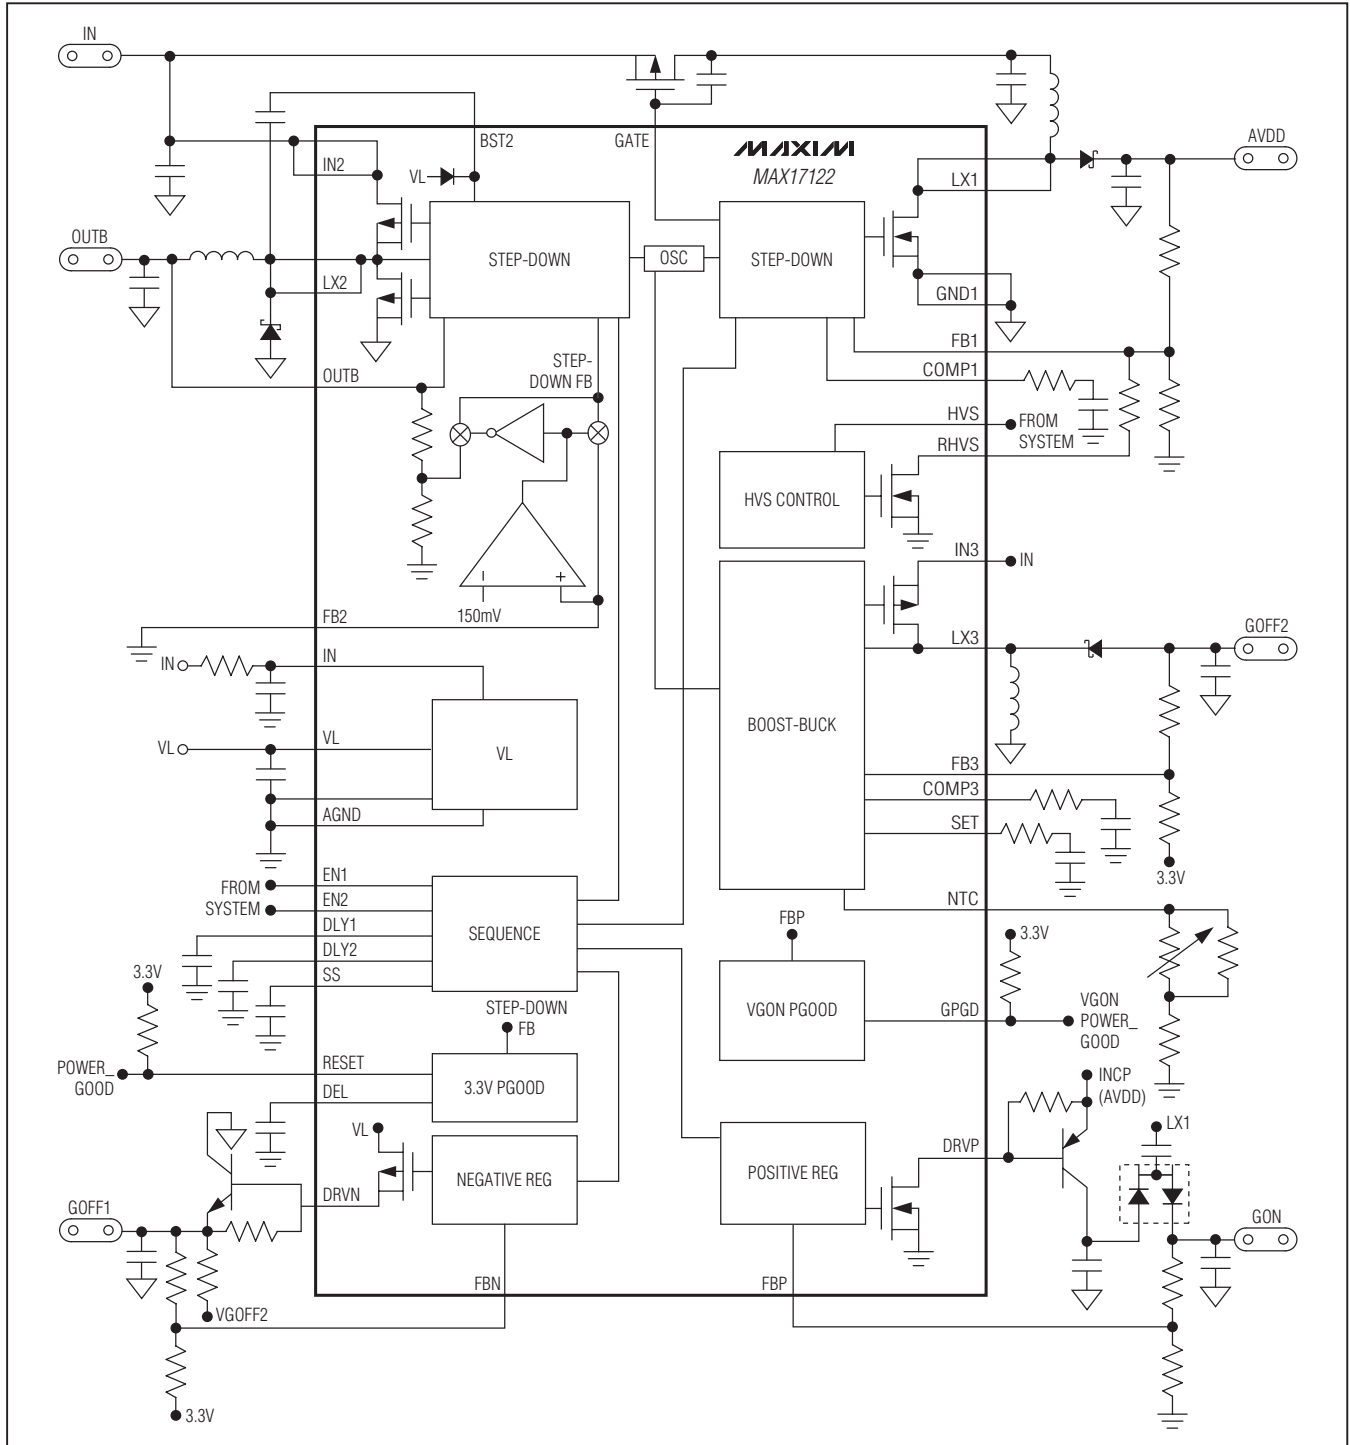 IN
BST2
GATE
MAXIM
MAX17122
AVDD
IN2
VL
LX1
OUTB
STEP-DOWN
OSC
STEP-DOWN
LX2
GND1
FB1
OUTB
STEP-
DOWN FB
COMP1
HVS
FROM
SYSTEM
RHVS
HVS CONTROL
IN3
IN
150mV
FB2
LX3
GOFF2
IN
IN
BOOST-BUCK
VL
VL
VL
FB3
COMP3
AGND
SET
3.3V
EN1
FROM
SYSTEM
EN2
NTC
DLY1
SEQUENCE
FBP
3.3V
DLY2
3.3V
SS
STEP-DOWN
FB
VGON PGOOD
GPGD
VGON
POWER_
GOOD
RESET
POWER_
GOOD
3.3V PGOOD
DEL
INCP
(AVDD)
LX1
VL
DRVP
NEGATIVE REG
POSITIVE REG
DRVN
GOFF1
GON
FBN
FBP
VGOFF2
3.3V